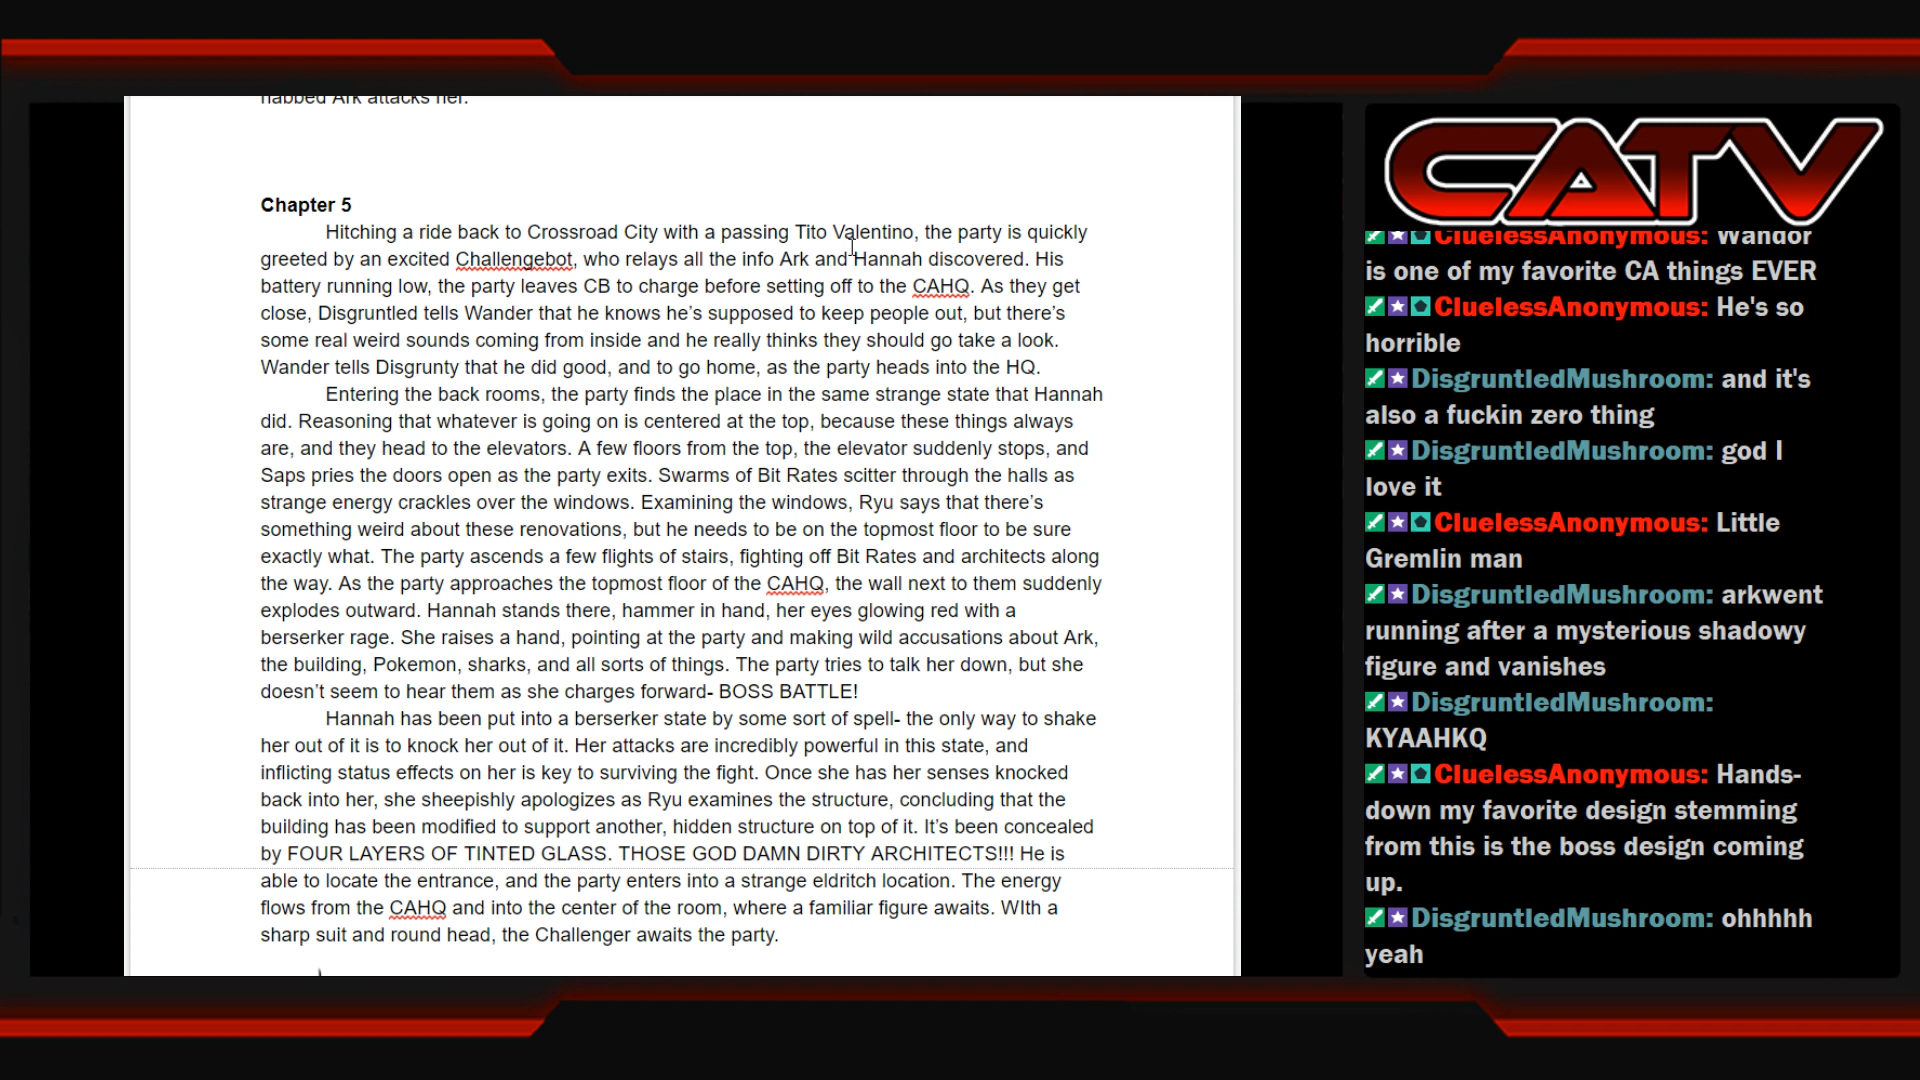 nabbed Ark attacks her.
Chapter 5
Hitching a ride back to Crossroad City with a passing Tito Valentino, the party is quickly
greeted by an excited Challengebot, who relays all the info Ark and Hannah discovered. His
battery running low, the party leaves CB to charge before setting off to the CAHQ. As they get
close, Disgruntled tells Wander that he knows he's supposed to keep people out, but there's
some real weird sounds coming from inside and he really thinks they should go take a look.
Wander tells Disgrunty that he did good, and to go home, as the party heads into the HQ.
Entering the back rooms, the party finds the place in the same strange state that Hannah
did. Reasoning that whatever is going on is centered at the top, because these things always
are, and they head to the elevators. A few floors from the top, the elevator suddenly stops, and
Saps pries the doors open as the party exits. Swarms of Bit Rates scitter through the halls as
strange energy crackles over the windows. Examining the windows, Ryu says that there's
something weird about these renovations, but he needs to be on the topmost floor to be sure
exactly what. The party ascends a few flights of stairs, fighting off Bit Rates and architects along
the way. As the party approaches the topmost floor of the CAHQ, the wall next to them suddenly
explodes outward. Hannah stands there, hammer in hand, her eyes glowing red with a
berserker rage. She raises a hand, pointing at the party and making wild accusations about Ark,
the building, Pokemon, sharks, and all sorts of things. The party tries to talk her down, but she
doesn't seem to hear them as she charges forward- BOSS BATTLE!
Hannah has been put into a berserker state by some sort of spell- the only way to shake
her out of it is to knock her out of it. Her attacks are incredibly powerful in this state, and
inflicting status effects on her is key to surviving the fight. Once she has her senses knocked
back into her, she sheepishly apologizes as Ryu examines the structure, concluding that the
building has been modified to support another, hidden structure on top of it. It's been concealed
by FOUR LAYERS OF TINTED GLASS. THOSE GOD DAMN DIRTY ARCHITECTS!!! He is
able to locate the entrance, and the party enters into a strange eldritch location. The energy
flows from the CAHQ and into the center of the room, where a familiar figure awaits. WIth a
sharp suit and round head, the Challenger awaits the party.
CATV
CluelessAnonymous: Wandor
is one of my favorite CA things EVER
CluelessAnonymous: He's so
horrible
DisgruntledMushroom: and it's
also a fuckin zero thing
DisgruntledMushroom: god I
love it
CluelessAnonymous: Little
Gremlin man
DisgruntledMushroom: arkwent
running after a mysterious shadowy
figure and vanishes
DisgruntledMushroom:
KYAAHKQ
CluelessAnonymous: Hands-
down my favorite design stemming
from this is the boss design coming
up.
DisgruntledMushroom: ohhhhh
yeah